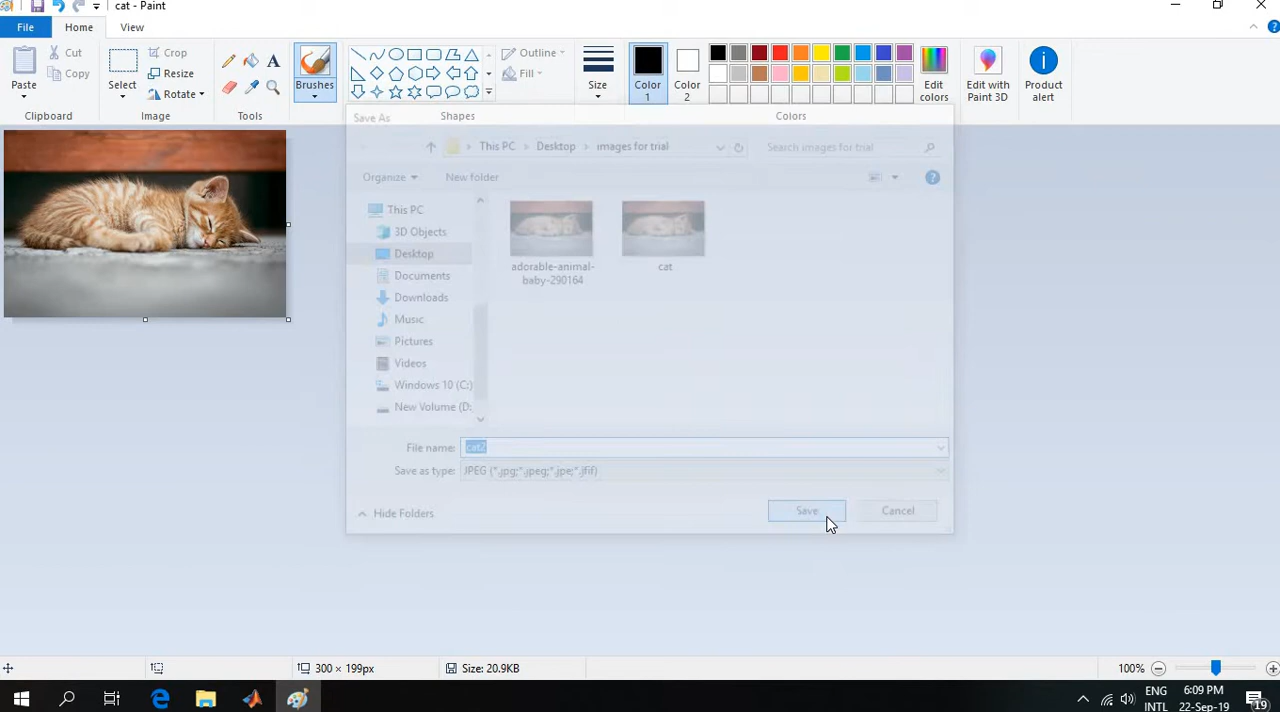 cat - Paint
File Home View
Paste Cut Copy Clipboard
Select Crop Resize Rotate Image
Tools
Brushes
Outline Fill Shapes
Size
Color 1
Color 2
Edit colors
Colors
Edit with Paint 3D
Product alert
Save As
This PC Desktop images for trial
Search images for trial
Organize New folder
This PC
3D Objects
Desktop
Documents
Downloads
Music
Pictures
Videos
Windows 10 (C:)
New Volume (D:
adorable-animal-
baby-290164
cat
File name: cat2
Save as type: JPEG (*.jpg;*.jpeg;*.jpe;*.jfif)
Hide Folders
Save Cancel
300 × 199px
Size: 20.9KB
100%
ENG 6:09 PM
INTL 22-Sep-19 19